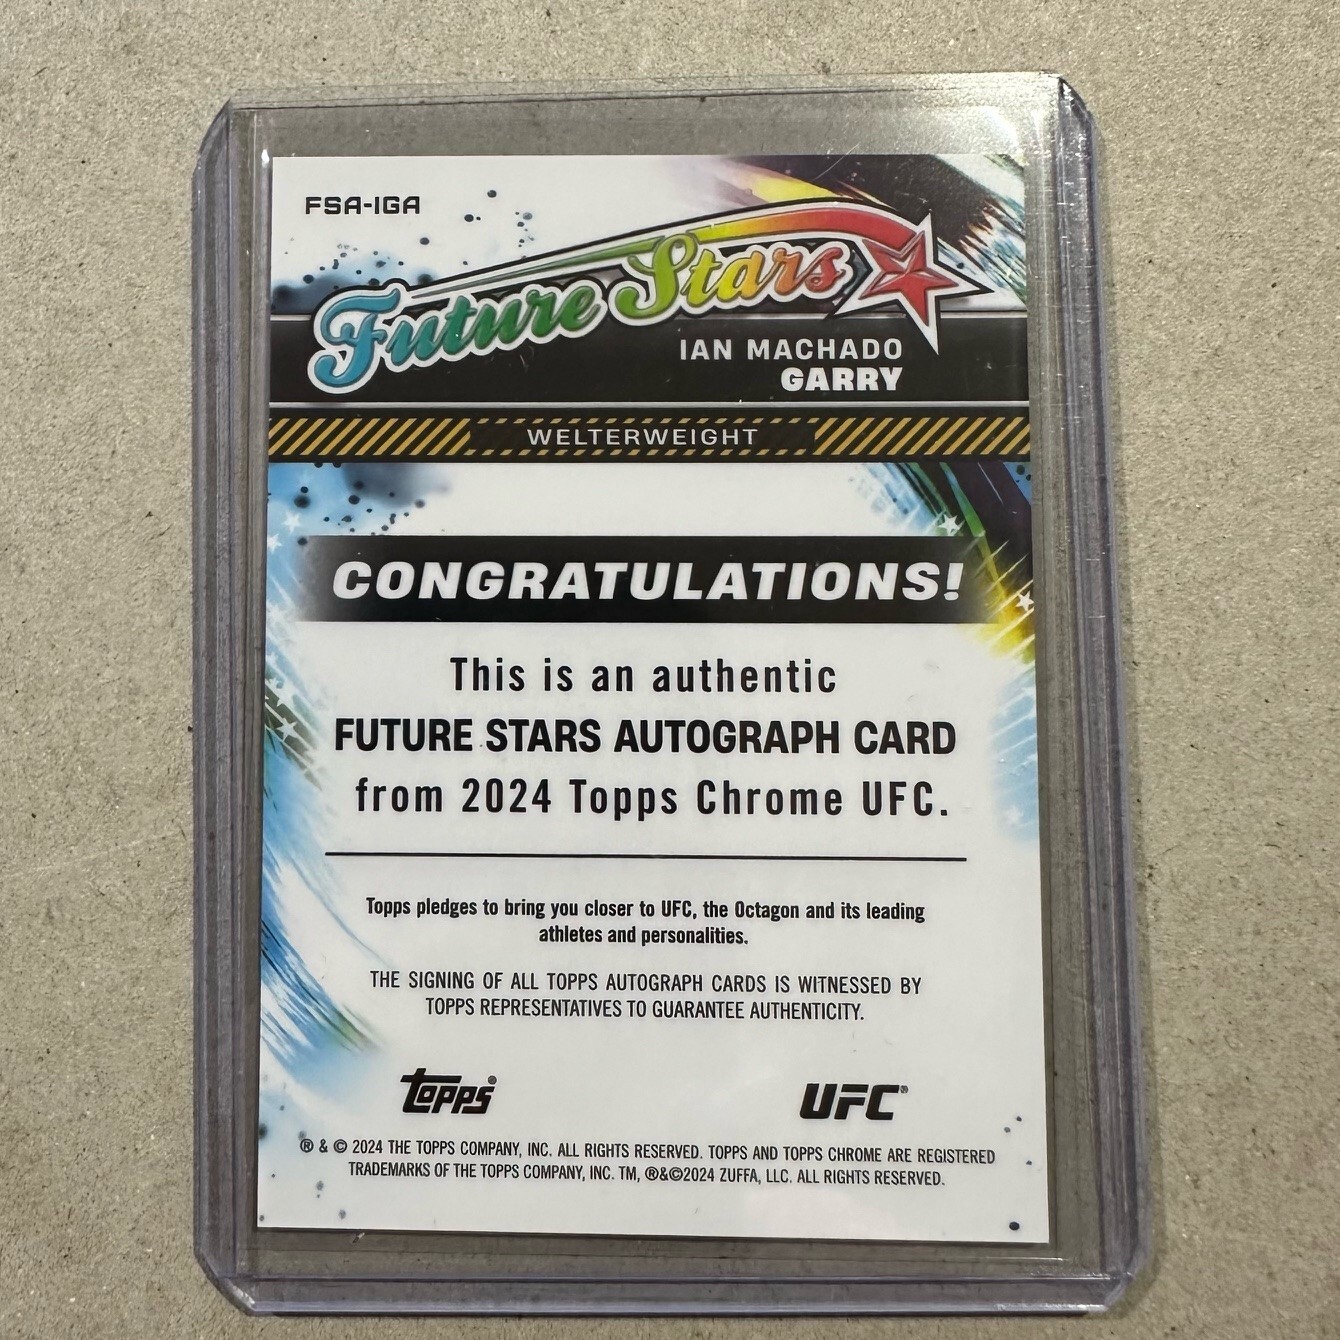 FSA-IGA
Future Stars
IAN MACHADO
GARRY
WELTERWEIGHT
CONGRATULATIONS!
This is an authentic
FUTURE STARS AUTOGRAPH CARD
from 2024 Topps Chrome UFC.
Topps pledges to bring you closer to UFC, the Octagon and its leading
athletes and personalities.
THE SIGNING OF ALL TOPPS AUTOGRAPH CARDS IS WITNESSED BY
TOPPS REPRESENTATIVES TO GUARANTEE AUTHENTICITY.
Topps®
UFC®
® & © 2024 THE TOPPS COMPANY, INC. ALL RIGHTS RESERVED. TOPPS AND TOPPS CHROME ARE REGISTERED
TRADEMARKS OF THE TOPPS COMPANY, INC. TM, ®&©2024 ZUFFA, LLC. ALL RIGHTS RESERVED.